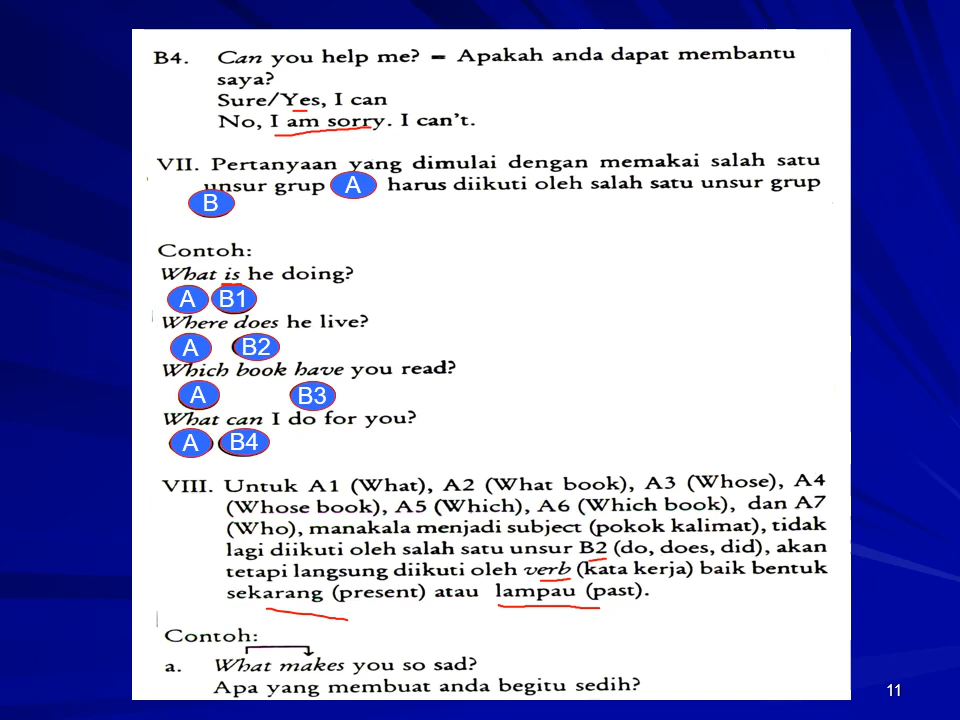 B4. Can you help me? = Apakah anda dapat membantu
saya?
Sure/Yes, I can
No, I am sorry. I can't.
VII. Pertanyaan yang dimulai dengan memakai salah satu
unsur grup A harus diikuti oleh salah satu unsur grup
B
Contoh:
What is he doing?
A B1
Where does he live?
A B2
Which book have you read?
A B3
What can I do for you?
A B4
VIII. Untuk A1 (What), A2 (What book), A3 (Whose), A4
(Whose book), A5 (Which), A6 (Which book), dan A7
(Who), manakala menjadi subject (pokok kalimat), tidak
lagi diikuti oleh salah satu unsur B2 (do, does, did), akan
tetapi langsung diikuti oleh verb (kata kerja) baik bentuk
sekarang (present) atau lampau (past).
Contoh:
a. What makes you so sad?
Apa yang membuat anda begitu sedih?
11